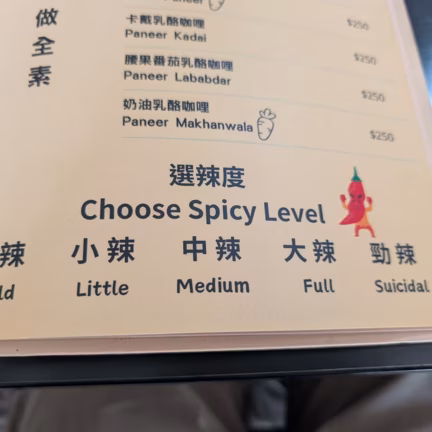 做全素
Paneer
卡戴乳酪咖哩
Paneer Kadai
$250
腰果番茄乳酪咖哩
Paneer Lababdar
$250
奶油乳酪咖哩
Paneer Makhanwala
$250
$250
選辣度
Choose Spicy Level
辣 小辣 中辣 大辣 勁辣
ld Little Medium Full Suicidal